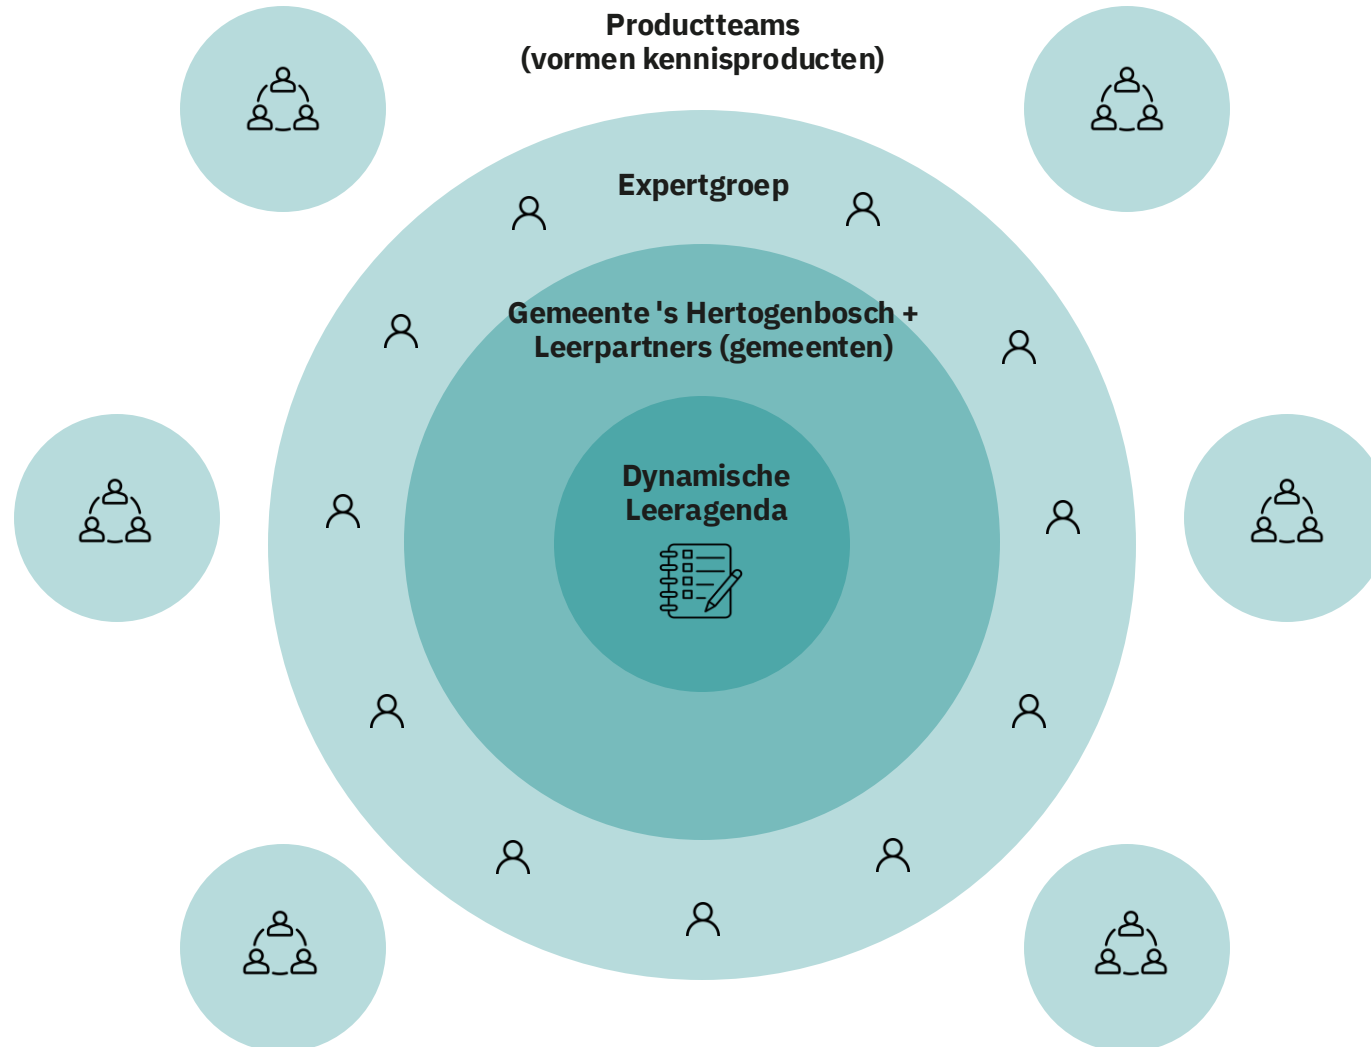 Productteams
(vormen kennisproducten)
Expertgroep
Gemeente 's Hertogenbosch +
Leerpartners (gemeenten)
Dynamische
Leeragenda